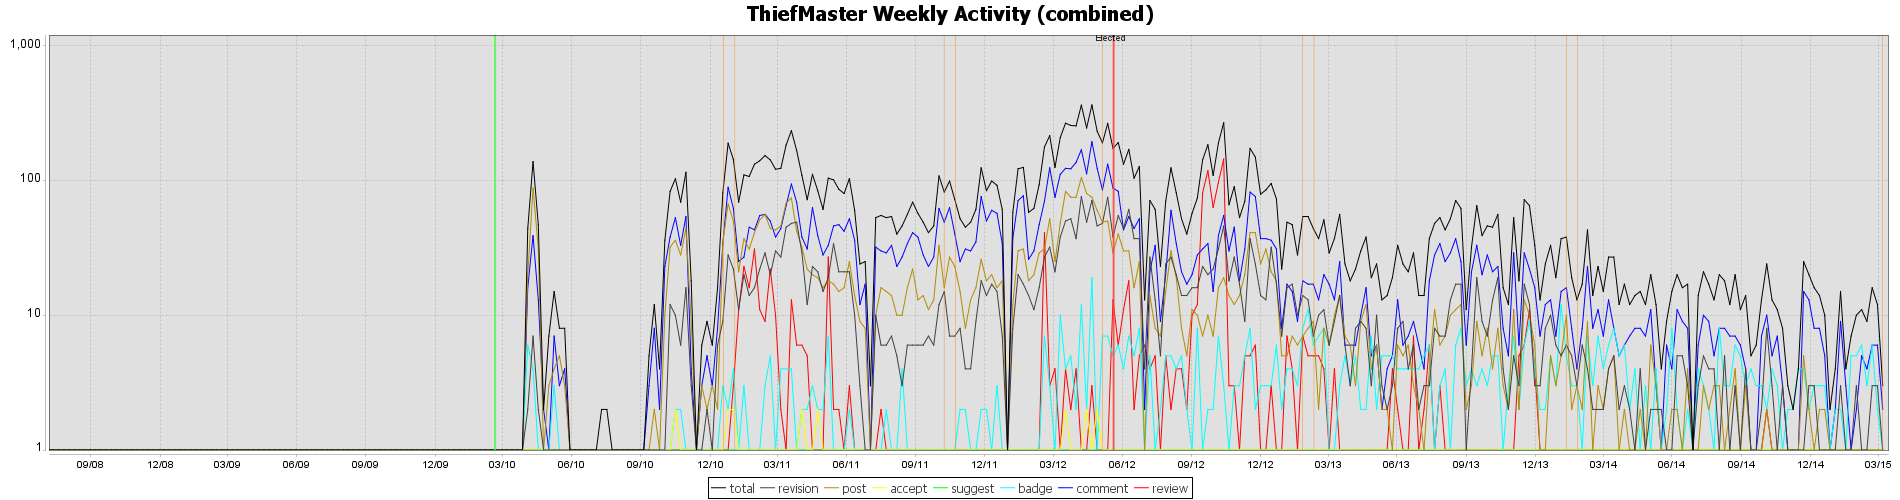 ThiefMaster Weekly Activity (combined)
Elected
1,000
100
10
1
09/08 12/08 03/09 06/09 09/09 12/09 03/10 06/10 09/10 12/10 03/11 06/11 09/11 12/11 03/12 06/12 09/12 12/12 03/13 06/13 09/13 12/13 03/14 06/14 09/14 12/14 03/15
total revision post accept suggest badge comment review